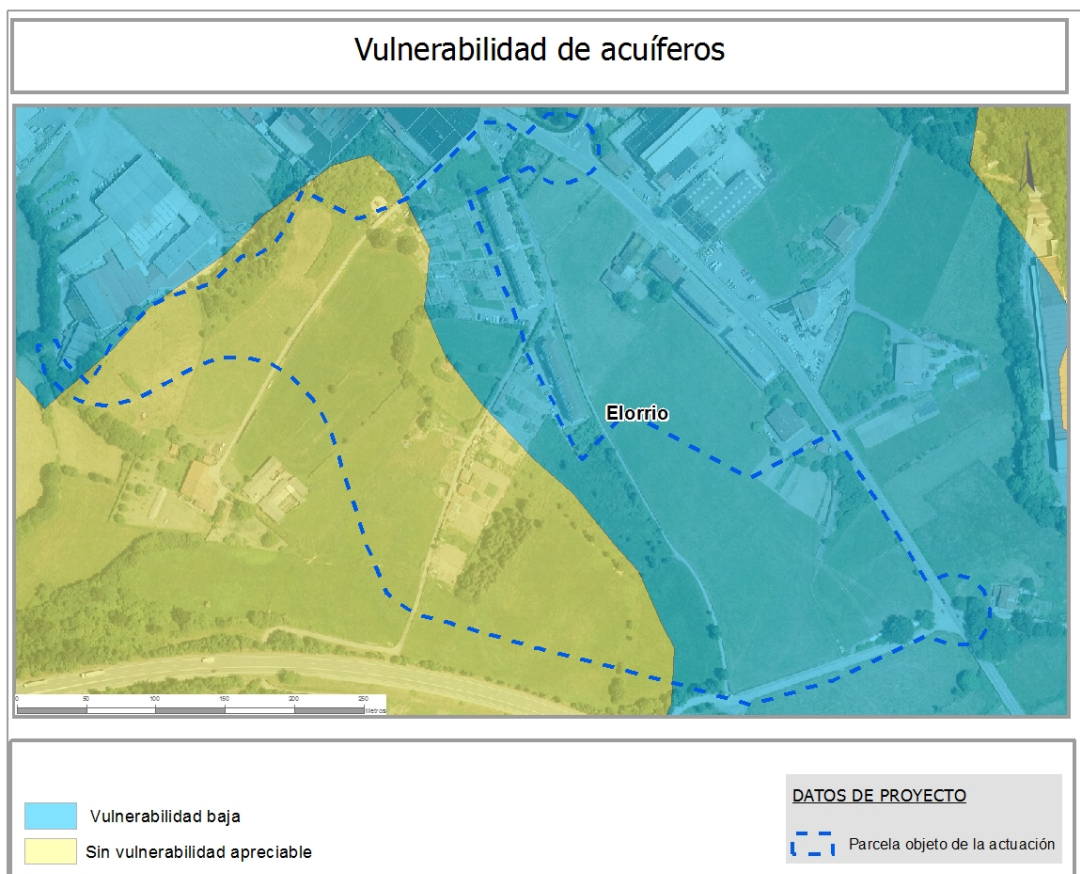 Vulnerabilidad de acuíferos
Elorrio
0 50 100 150 200 250
Metros
Vulnerabilidad baja
Sin vulnerabilidad apreciable
DATOS DE PROYECTO
Parcela objeto de la actuación